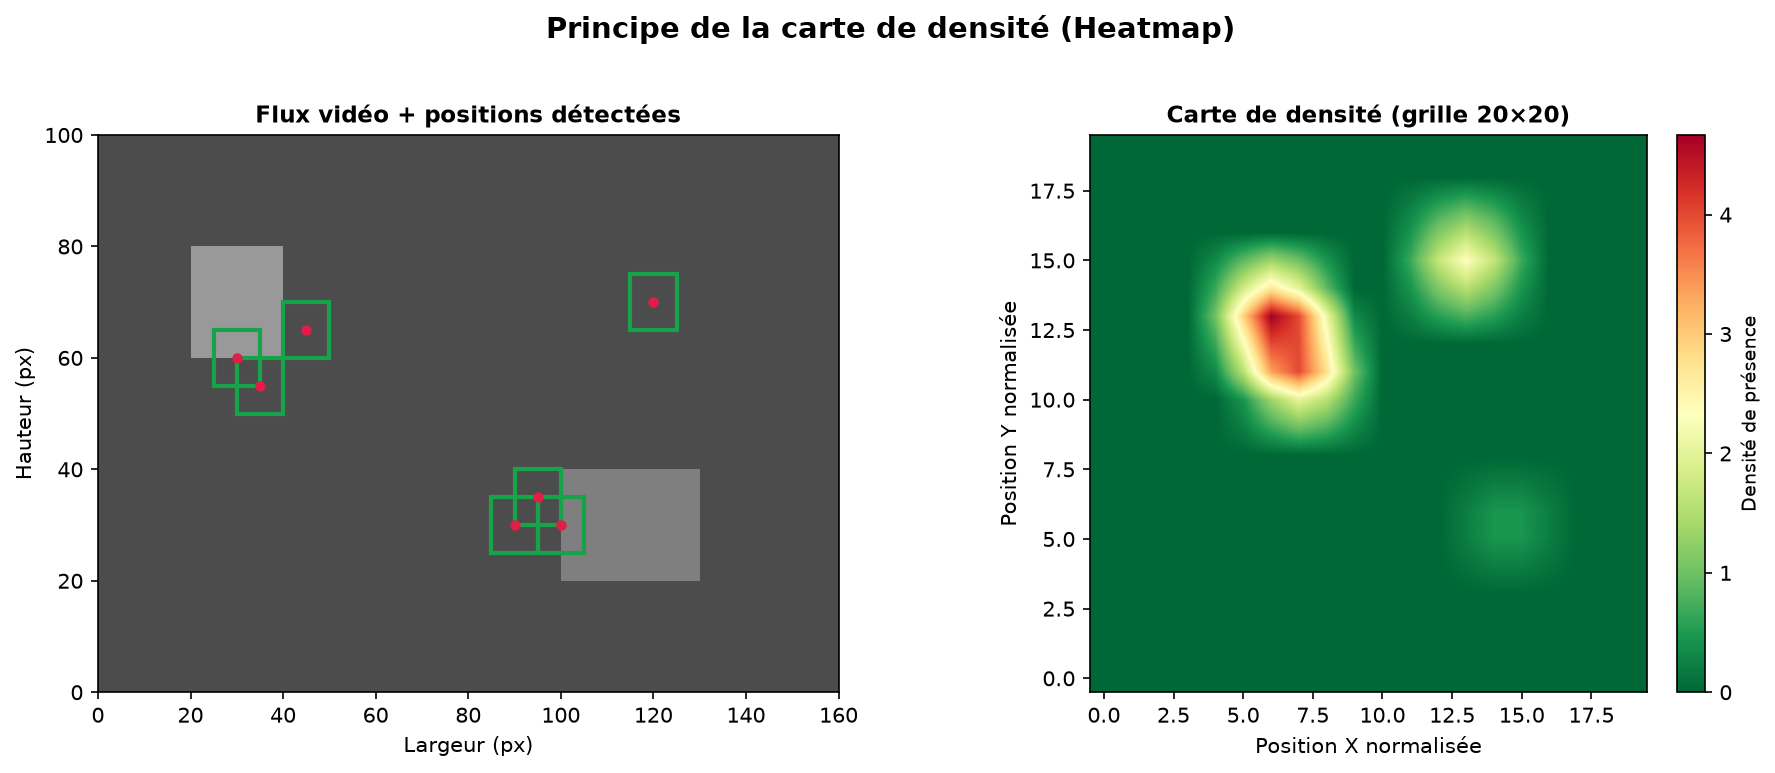 Principe de la carte de densité (Heatmap)
Flux vidéo + positions détectées
100
80
60
40
20
0
Hauteur (px)
0 20 40 60 80 100 120 140 160
Largeur (px)
Carte de densité (grille 20×20)
17.5
15.0
12.5
10.0
7.5
5.0
2.5
0.0
Position Y normalisée
0.0 2.5 5.0 7.5 10.0 12.5 15.0 17.5
Position X normalisée
4
3
2
1
0
Densité de présence